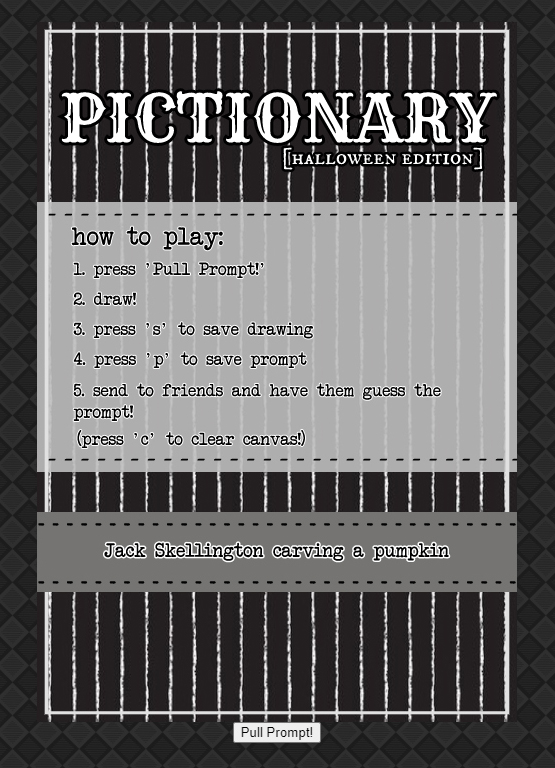 PICTIONARY
[HALLOWEEN EDITION]
how to play:
1. press 'Pull Prompt!'
2. draw!
3. press 's' to save drawing
4. press 'p' to save prompt
5. send to friends and have them guess the
prompt!
(press 'c' to clear canvas!)
Jack Skellington carving a pumpkin
Pull Prompt!